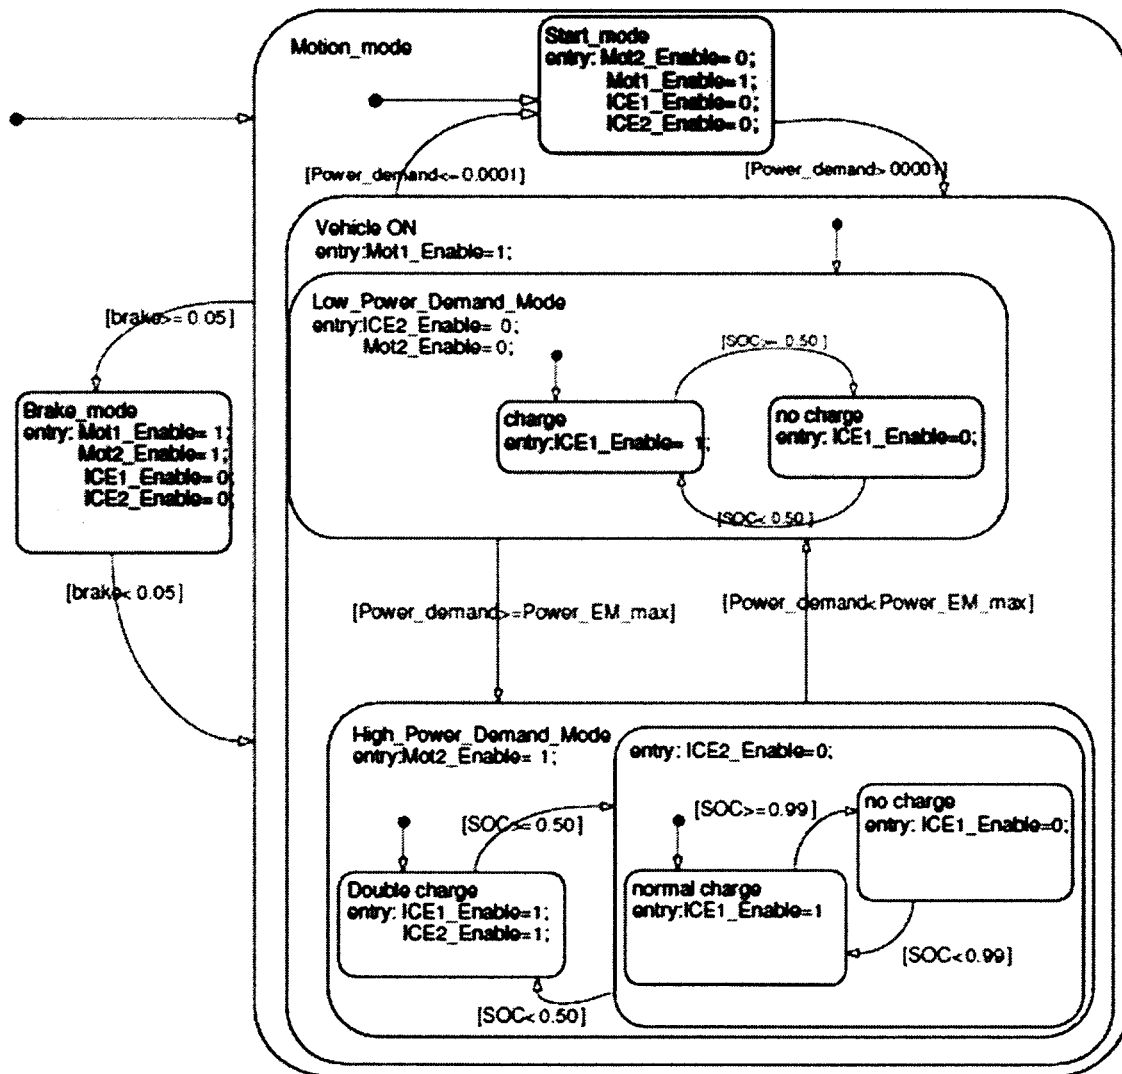 Motion_mode
Start_mode
entry: Mot2_Enable= 0;
Mot1_Enable=1;
ICE1_Enable=0;
ICE2_Enable=0;
[Power_demand<= 0.0001]
[Power_demand> 00001]
Vehicle ON
entry:Mot1_Enable=1;
Low_Power_Demand_Mode
entry:ICE2_Enable= 0;
Mot2_Enable=0;
[SOC>= 0.50]
charge
entry:ICE1_Enable= 1;
no charge
entry: ICE1_Enable=0;
[SOC< 0.50]
[brake>= 0.05]
Brake_mode
entry: Mot1_Enable= 1;
Mot2_Enable=1;
ICE1_Enable= 0;
ICE2_Enable= 0;
[brake< 0.05]
[Power_demand>=Power_EM_max]
[Power_demand<Power_EM_max]
High_Power_Demand_Mode
entry:Mot2_Enable= 1;
[SOC>= 0.50]
Double charge
entry: ICE1_Enable=1;
ICE2_Enable=1;
[SOC< 0.50]
entry: ICE2_Enable=0;
[SOC>=0.99]
no charge
entry: ICE1_Enable=0;
normal charge
entry:ICE1_Enable=1
[SOC<0.99]